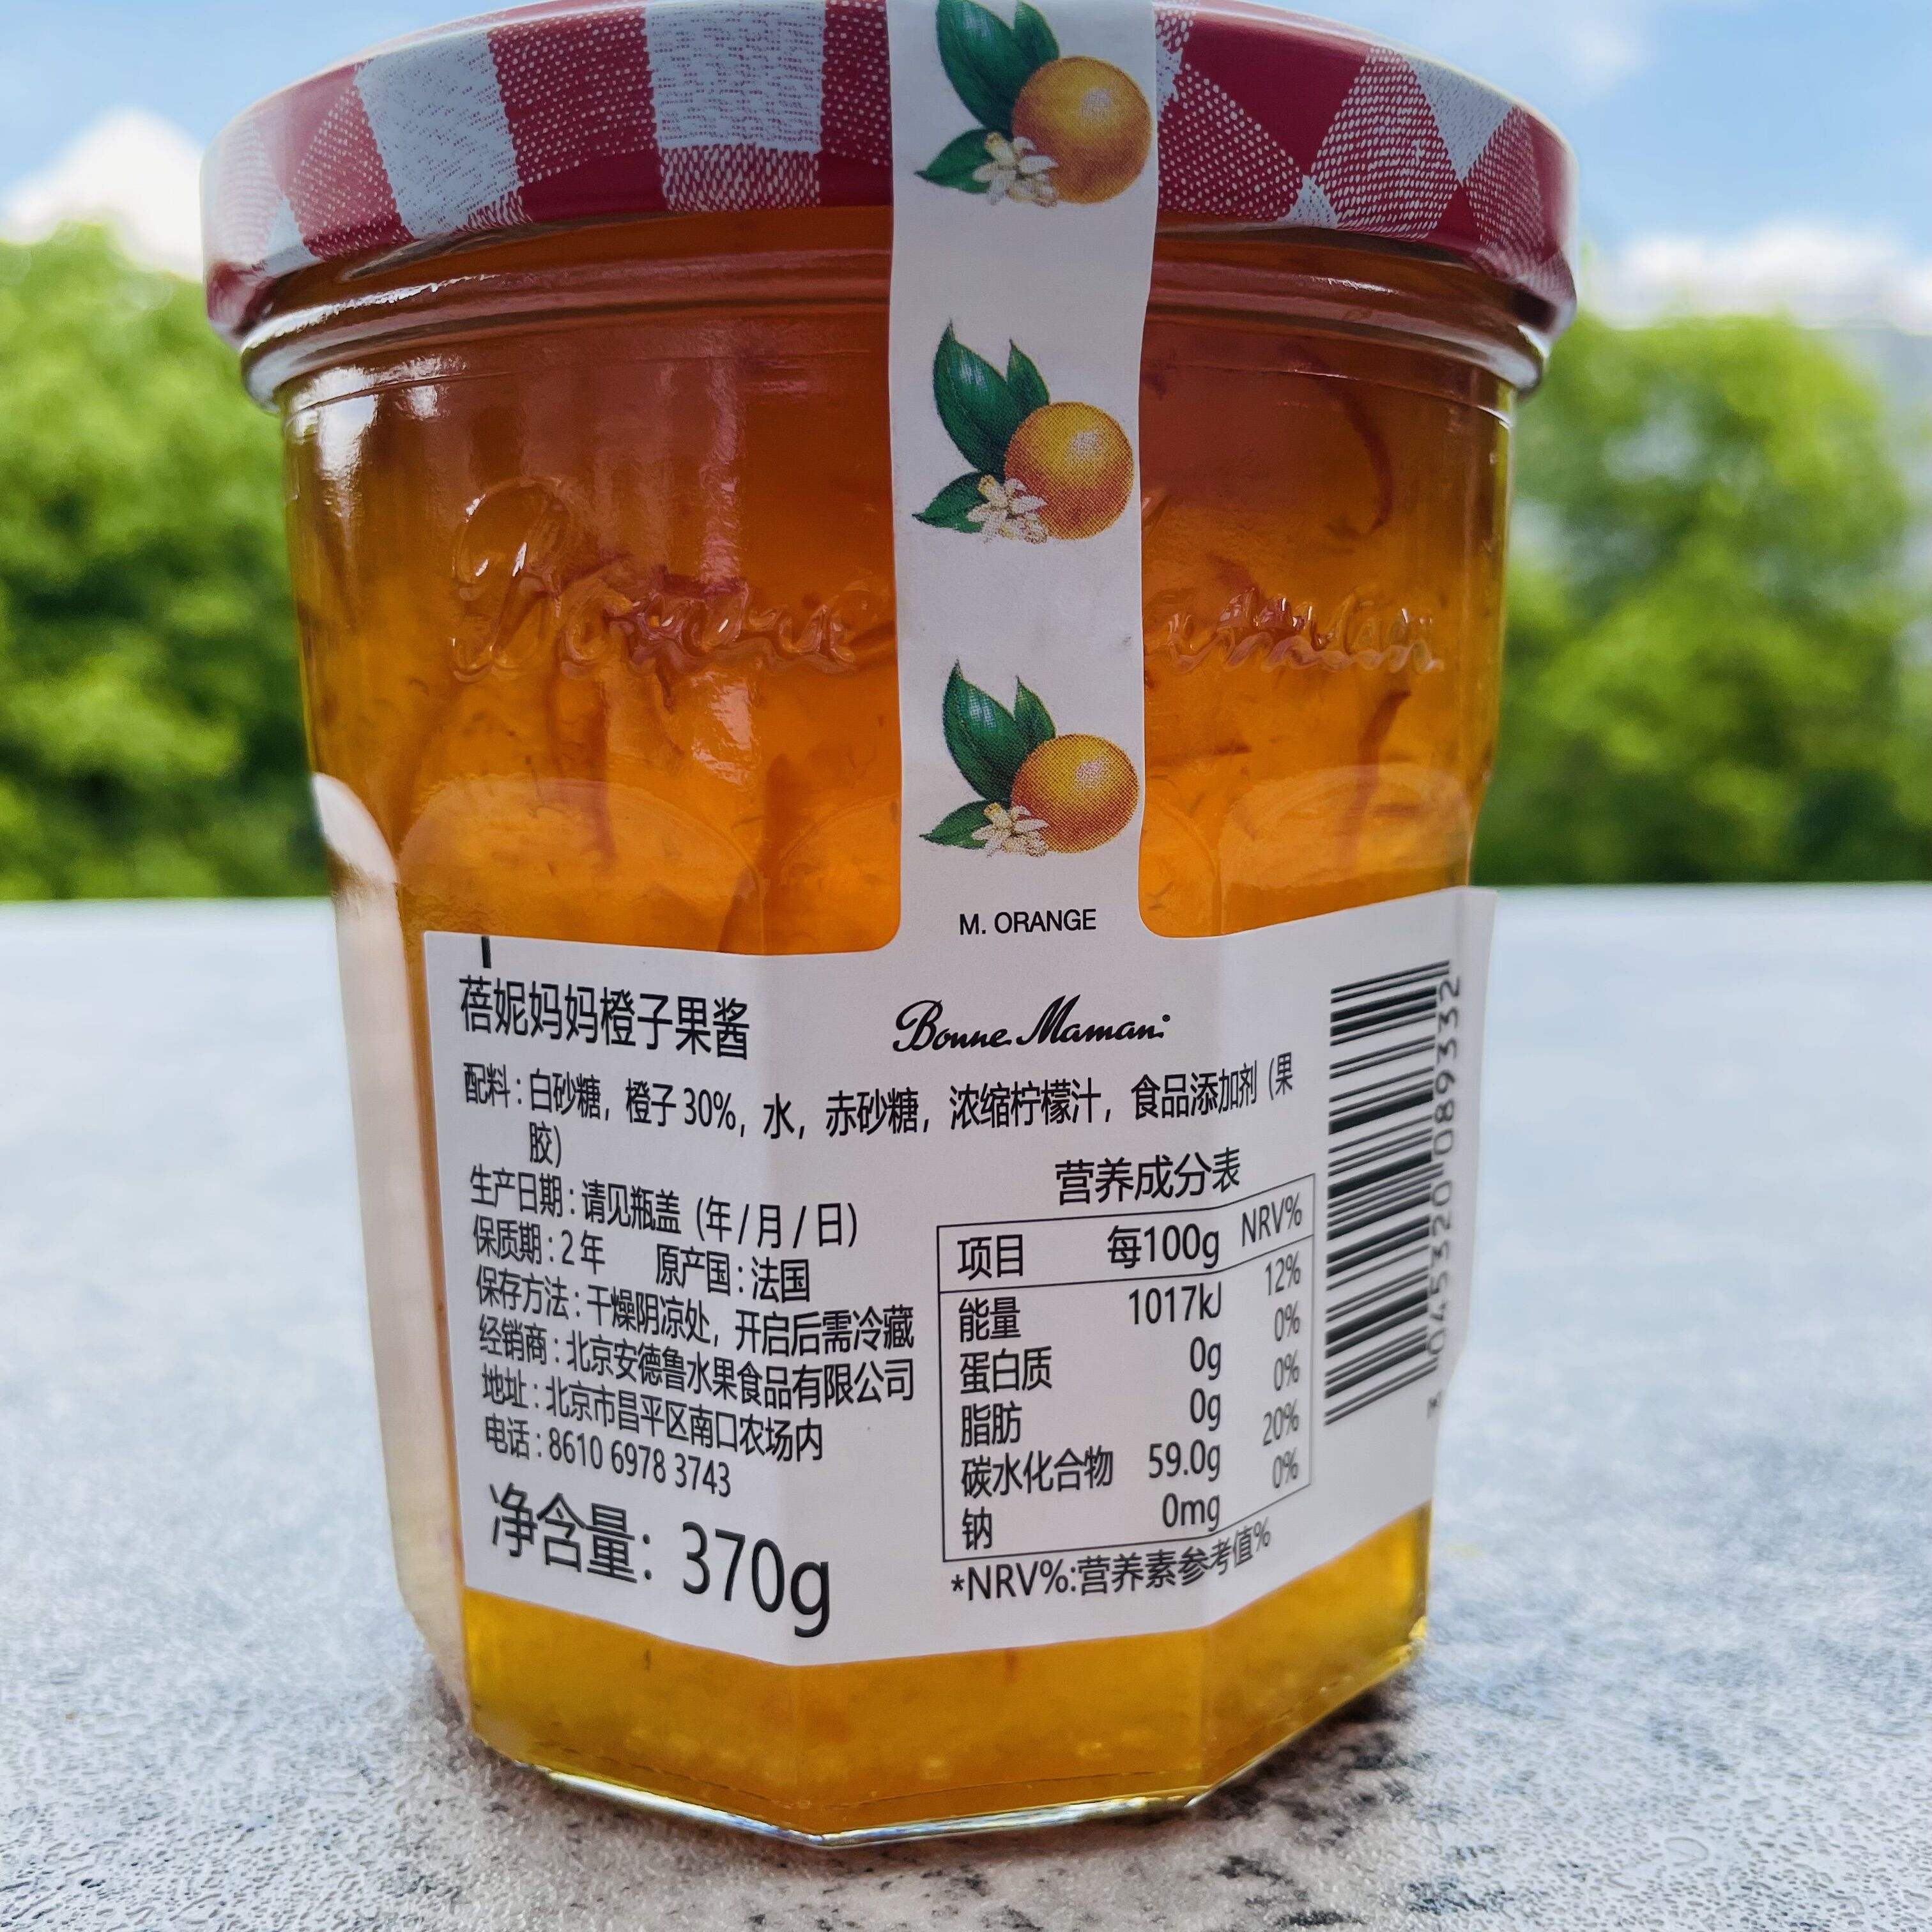 Bonne Maman
M. ORANGE
蓓妮妈妈橙子果酱
Bonne Maman
配料：白砂糖，橙子30%，水，赤砂糖，浓缩柠檬汁，食品添加剂（果
胶）
生产日期：请见瓶盖（年/月/日）
保质期：2年 原产国：法国
保存方法：干燥阴凉处，开启后需冷藏
经销商：北京安德鲁水果食品有限公司
地址：北京市昌平区南口农场内
电话：8610 6978 3743
净含量：370g
营养成分表
项目 每100g NRV%
能量 1017kJ 12%
蛋白质 0g 0%
脂肪 0g 0%
碳水化合物 59.0g 20%
钠 0mg 0%
*NRV%:营养素参考值%
3 045320 089332